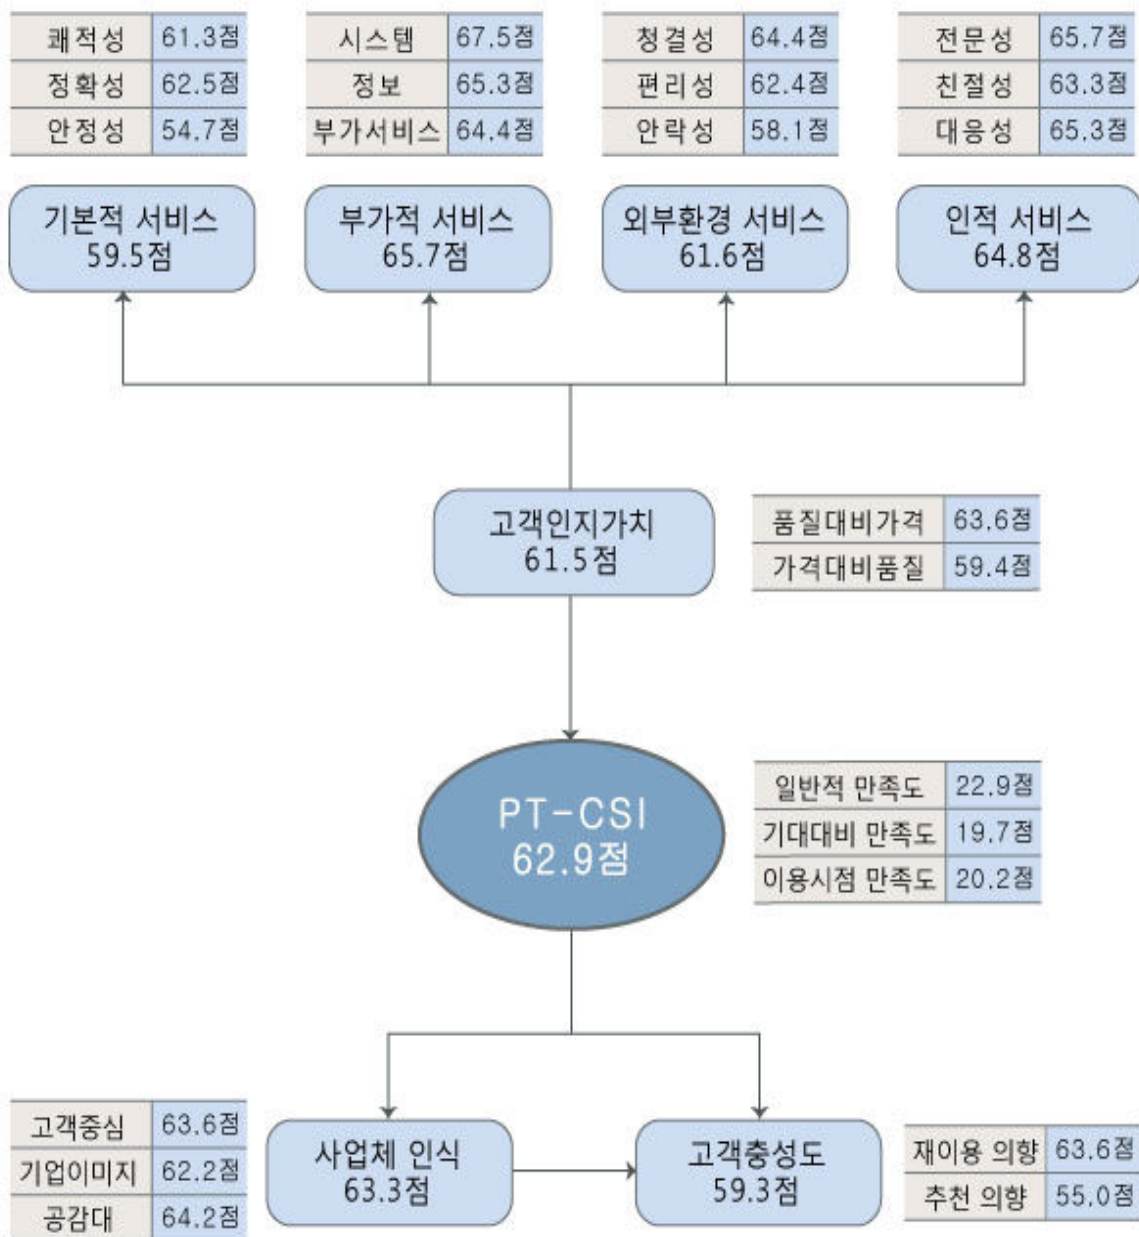 쾌적성 61.3점
정확성 62.5점
안정성 54.7점
시스템 67.5점
정보 65.3점
부가서비스 64.4점
청결성 64.4점
편리성 62.4점
안락성 58.1점
전문성 65.7점
친절성 63.3점
대응성 65.3점
기본적 서비스
59.5점
부가적 서비스
65.7점
외부환경 서비스
61.6점
인적 서비스
64.8점
고객인지가치
61.5점
품질대비가격 63.6점
가격대비품질 59.4점
PT-CSI
62.9점
일반적 만족도 22.9점
기대대비 만족도 19.7점
이용시점 만족도 20.2점
고객중심 63.6점
기업이미지 62.2점
공감대 64.2점
사업체 인식
63.3점
고객충성도
59.3점
재이용 의향 63.6점
추천 의향 55.0점